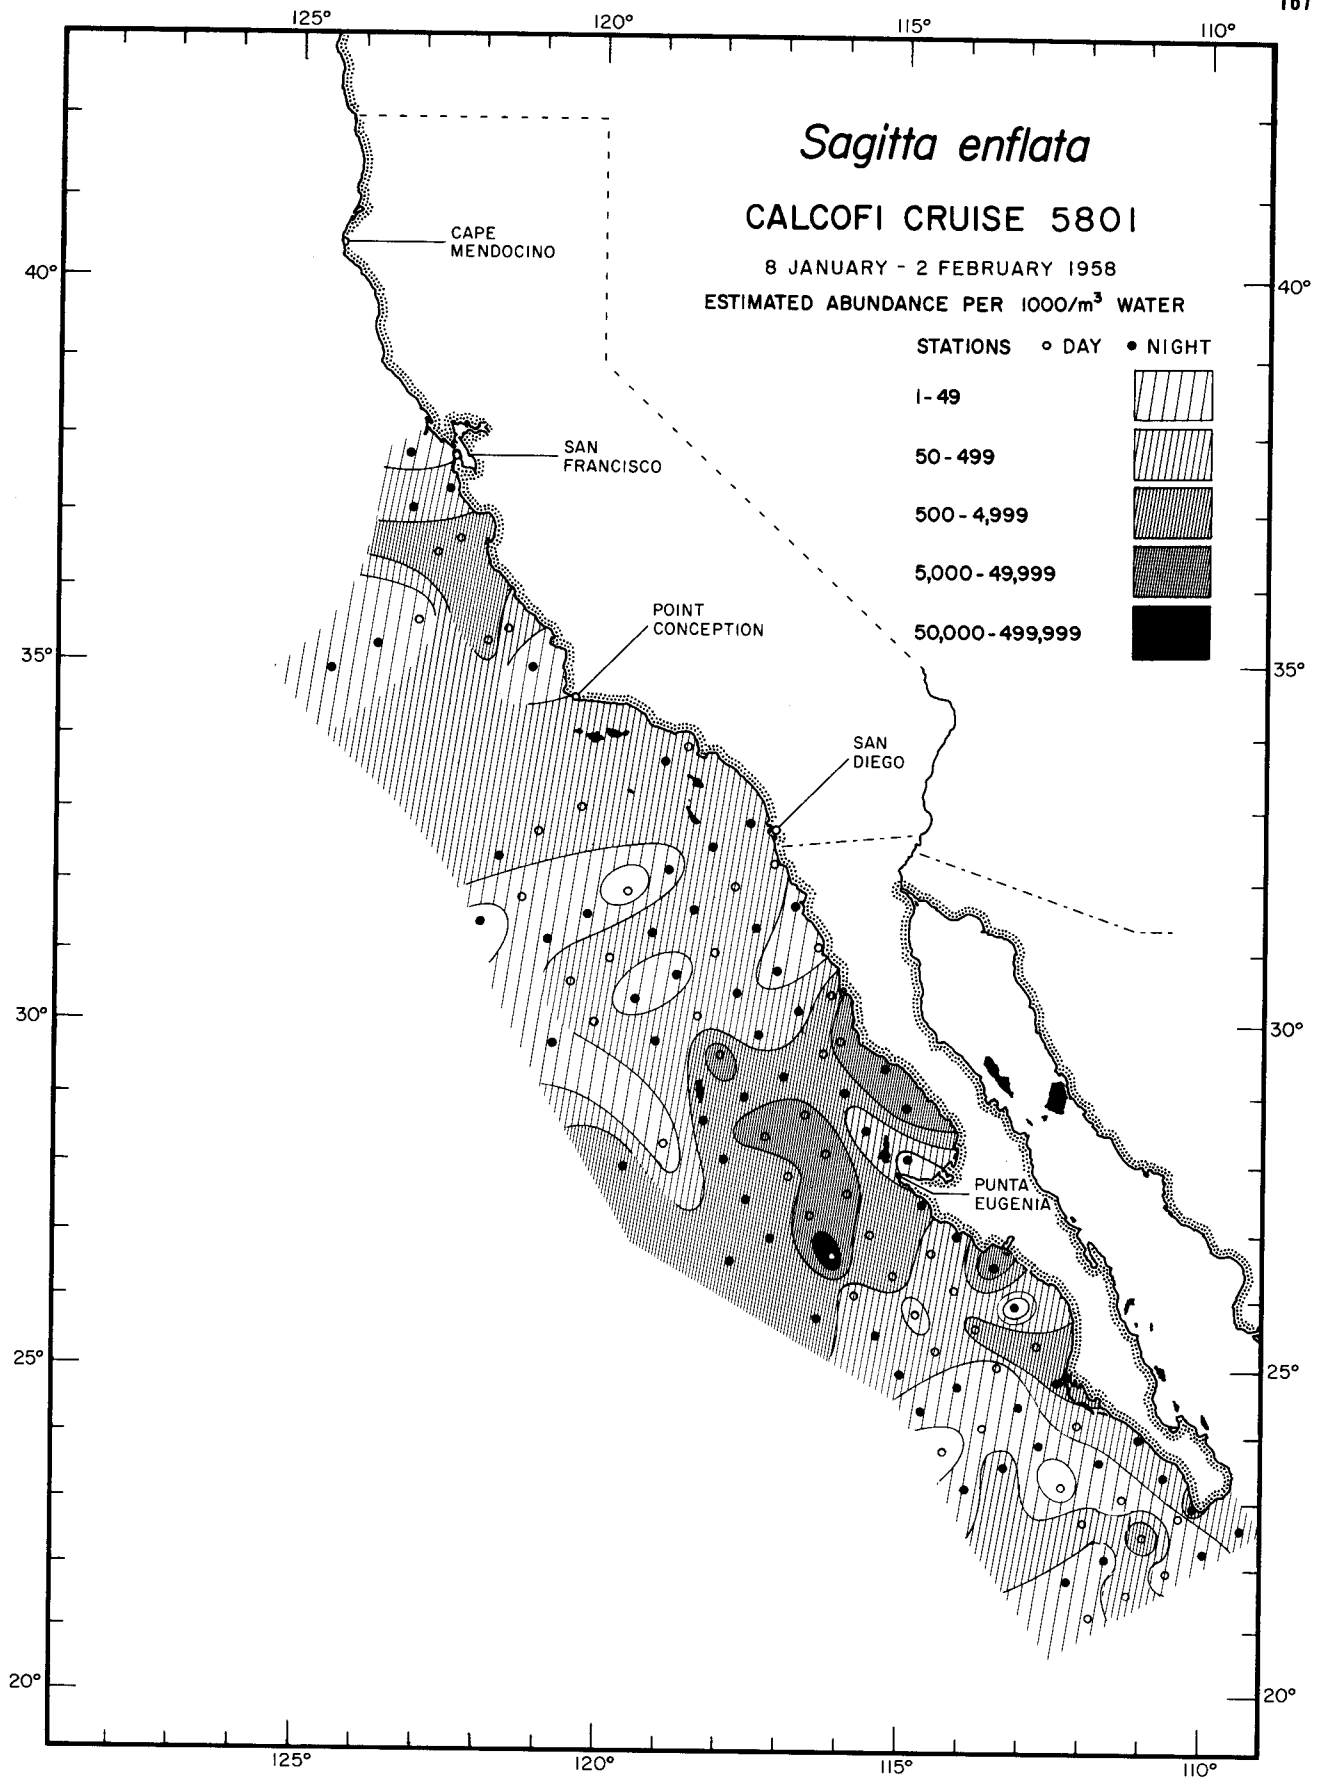 167
125° 120° 115° 110°
Sagitta enflata
CALCOFI CRUISE 5801
8 JANUARY - 2 FEBRUARY 1958
ESTIMATED ABUNDANCE PER 1000/m³ WATER
STATIONS ○ DAY ● NIGHT
1-49
50-499
500-4,999
5,000-49,999
50,000-499,999
CAPE
MENDOCINO
40° 40°
SAN
FRANCISCO
POINT
CONCEPTION
35° 35°
SAN
DIEGO
30° 30°
PUNTA
EUGENIA
25° 25°
20° 20°
125° 120° 115° 110°